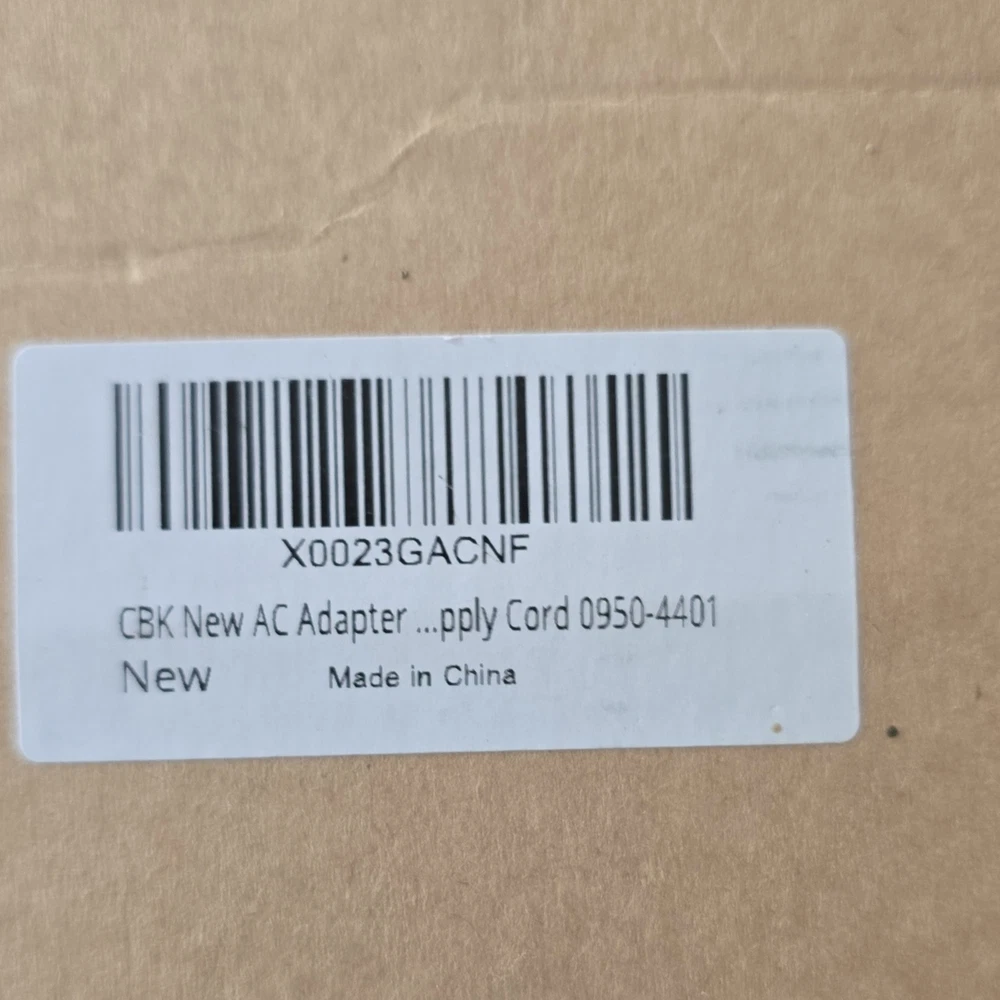 X0023GACNF
CBK New AC Adapter ...pply Cord 0950-4401
New Made in China